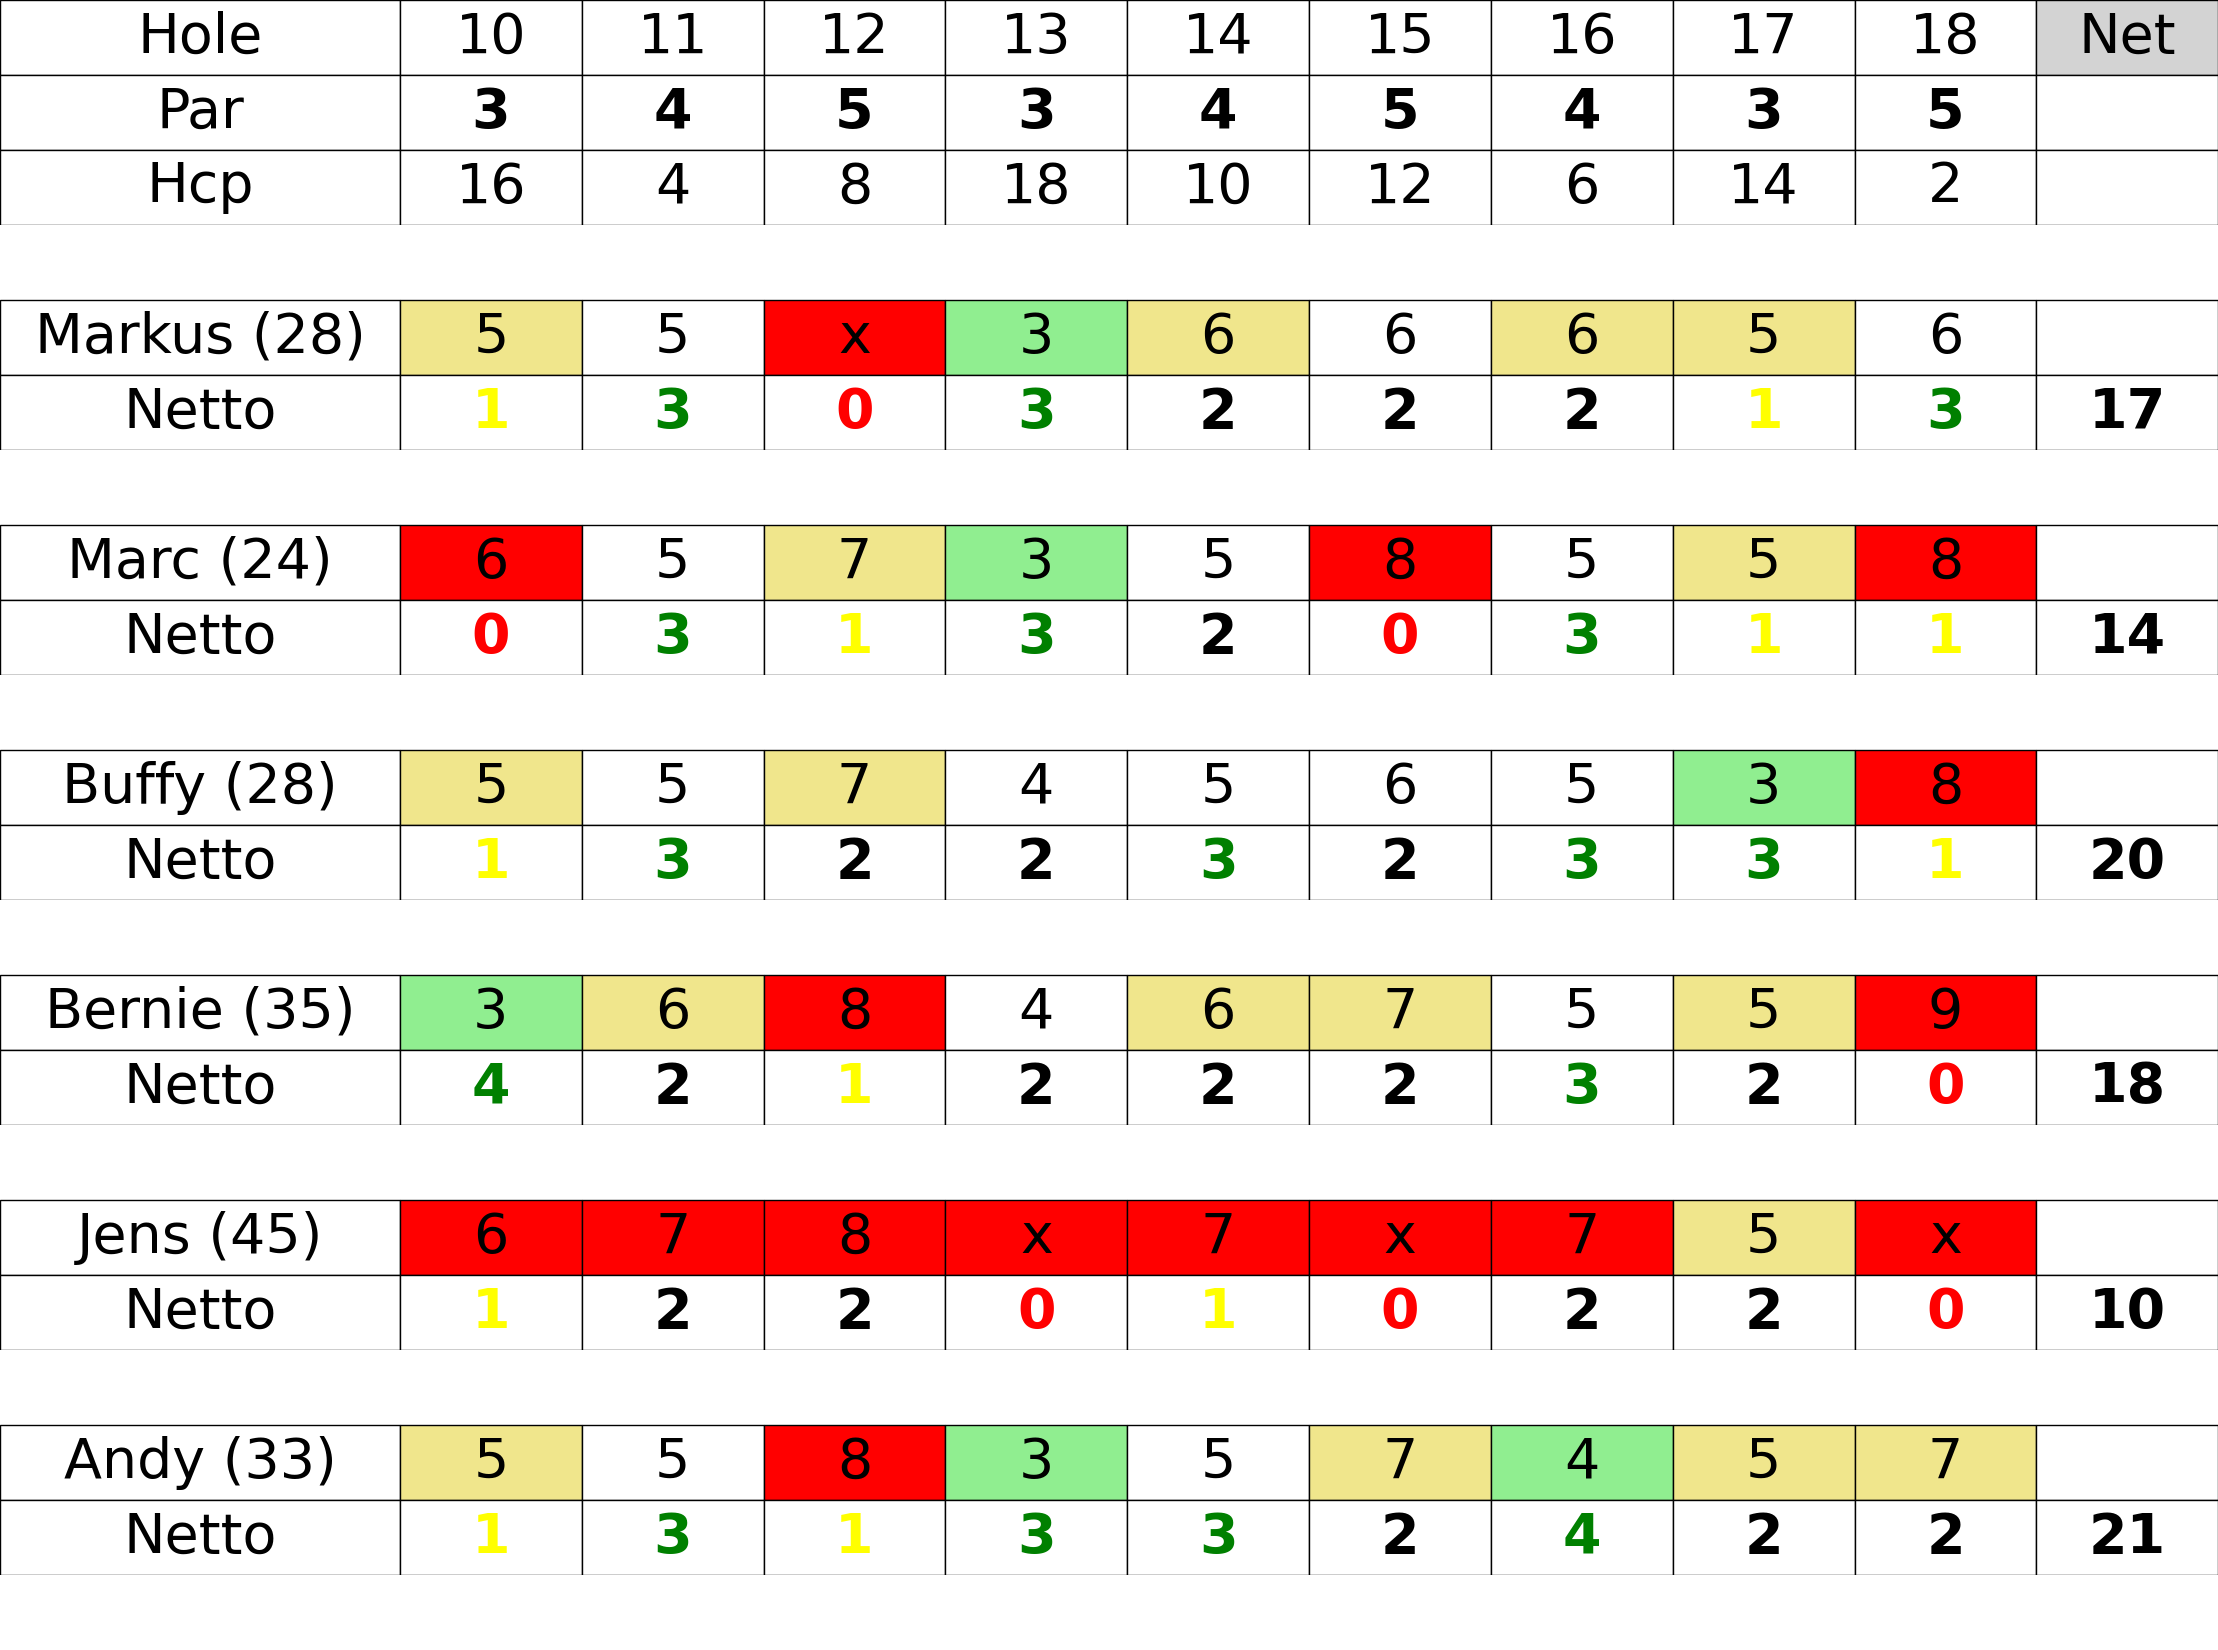 Hole 10 11 12 13 14 15 16 17 18 Net
Par 3 4 5 3 4 5 4 3 5
Hcp 16 4 8 18 10 12 6 14 2
Markus (28) 5 5 x 3 6 6 6 5 6
Netto 1 3 0 3 2 2 2 1 3 17
Marc (24) 6 5 7 3 5 8 5 5 8
Netto 0 3 1 3 2 0 3 1 1 14
Buffy (28) 5 5 7 4 5 6 5 3 8
Netto 1 3 2 2 3 2 3 3 1 20
Bernie (35) 3 6 8 4 6 7 5 5 9
Netto 4 2 1 2 2 2 3 2 0 18
Jens (45) 6 7 8 x 7 x 7 5 x
Netto 1 2 2 0 1 0 2 2 0 10
Andy (33) 5 5 8 3 5 7 4 5 7
Netto 1 3 1 3 3 2 4 2 2 21